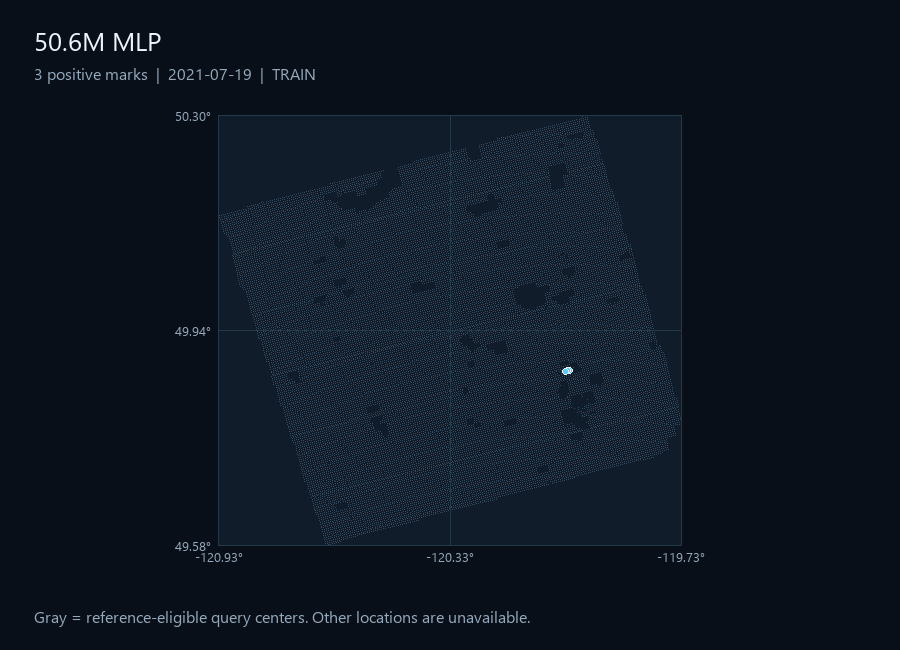 50.6M MLP
3 positive marks | 2021-07-19 | TRAIN
50.30°
49.94°
49.58°
-120.93°
-120.33°
-119.73°
Gray = reference-eligible query centers. Other locations are unavailable.